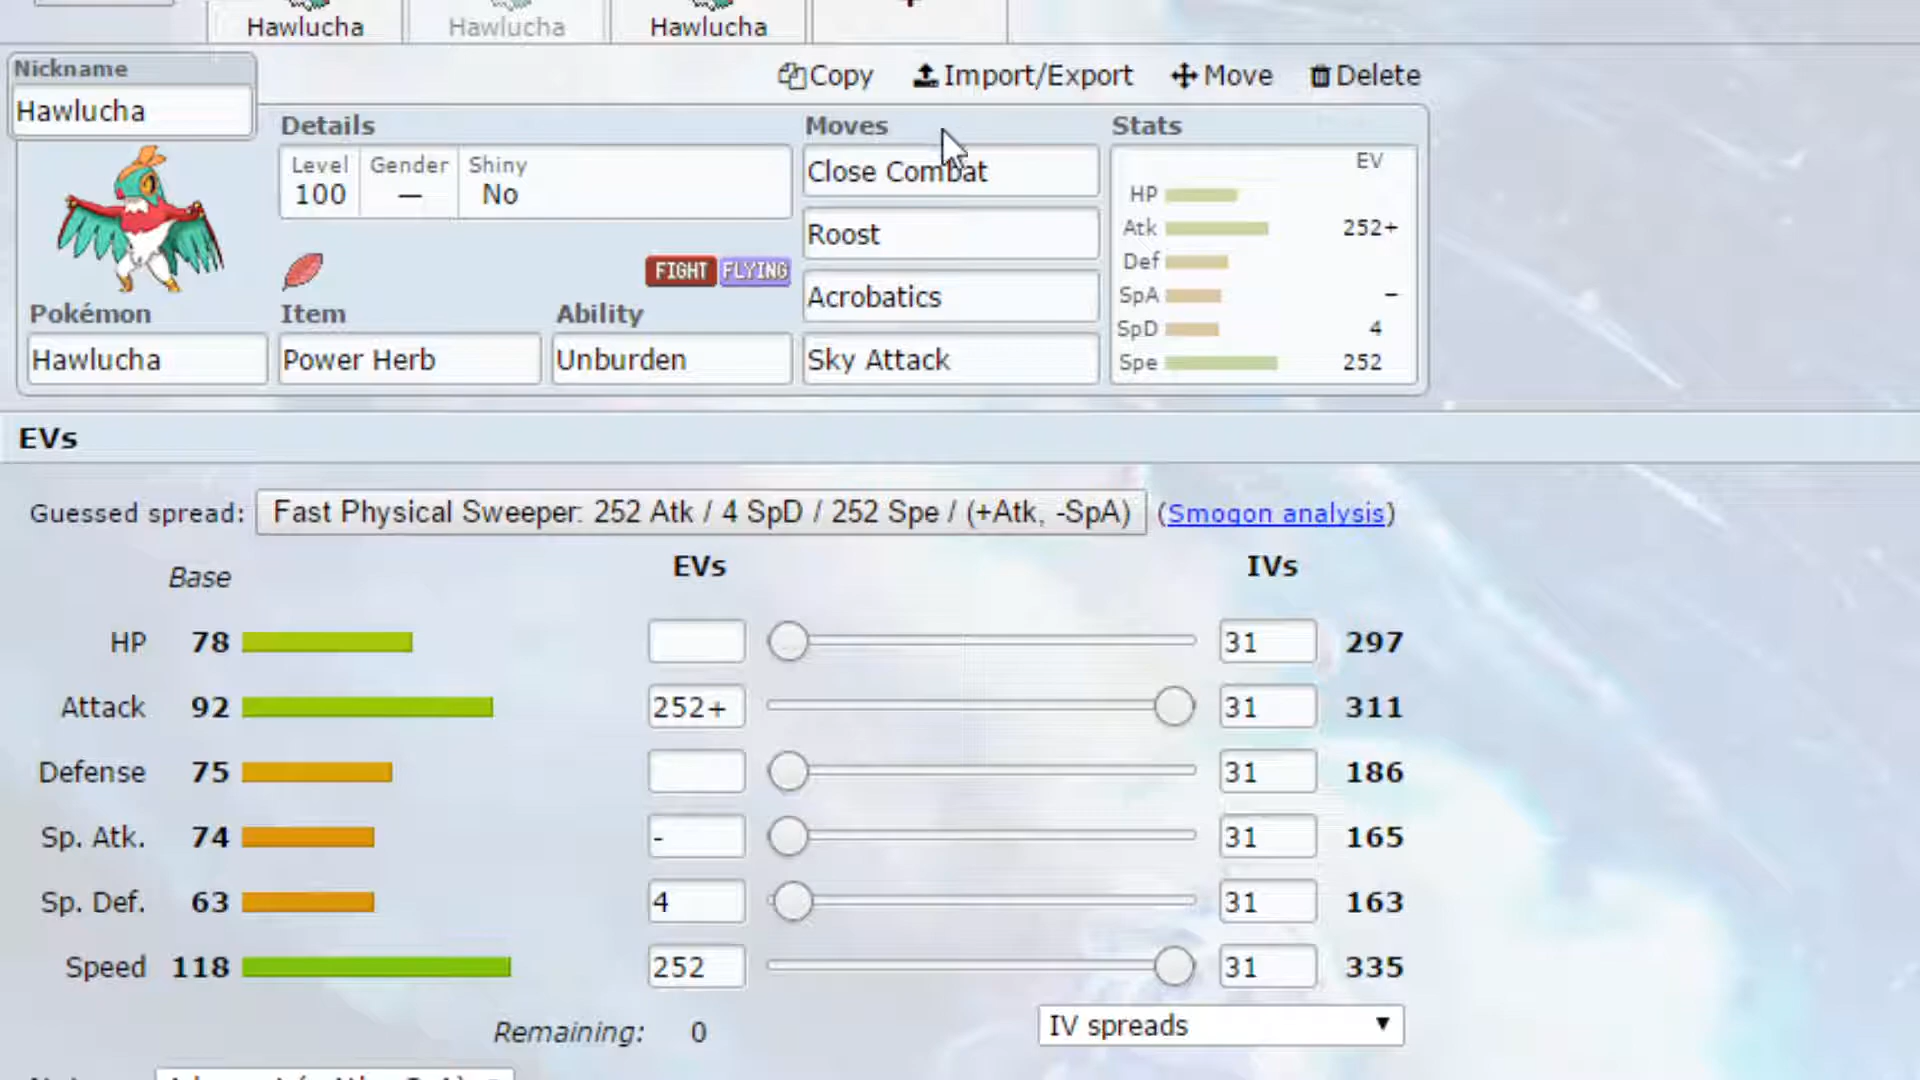 Hawlucha Hawlucha Hawlucha
Nickname
Hawlucha
Copy Import/Export Move Delete
Details
Level Gender Shiny
100 — No
FIGHT FLYING
Pokémon Item Ability
Hawlucha Power Herb Unburden
Moves
Close Combat
Roost
Acrobatics
Sky Attack
Stats
EV
HP
Atk 252+
Def
SpA −
SpD 4
Spe 252
EVs
Guessed spread: Fast Physical Sweeper: 252 Atk / 4 SpD / 252 Spe / (+Atk, -SpA) (Smogon analysis)
Base EVs IVs
HP 78 31 297
Attack 92 252+ 31 311
Defense 75 31 186
Sp. Atk. 74 - 31 165
Sp. Def. 63 4 31 163
Speed 118 252 31 335
Remaining: 0 IV spreads